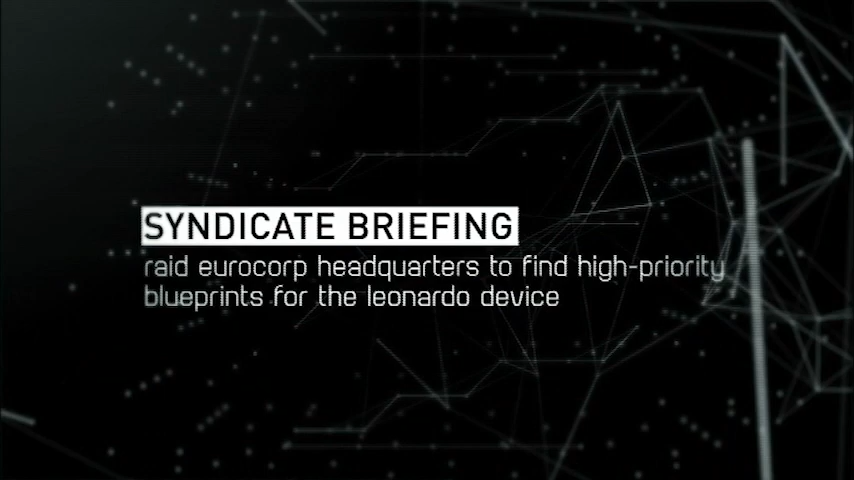 SYNDICATE BRIEFING
raid eurocorp headquarters to find high-priority
blueprints for the leonardo device